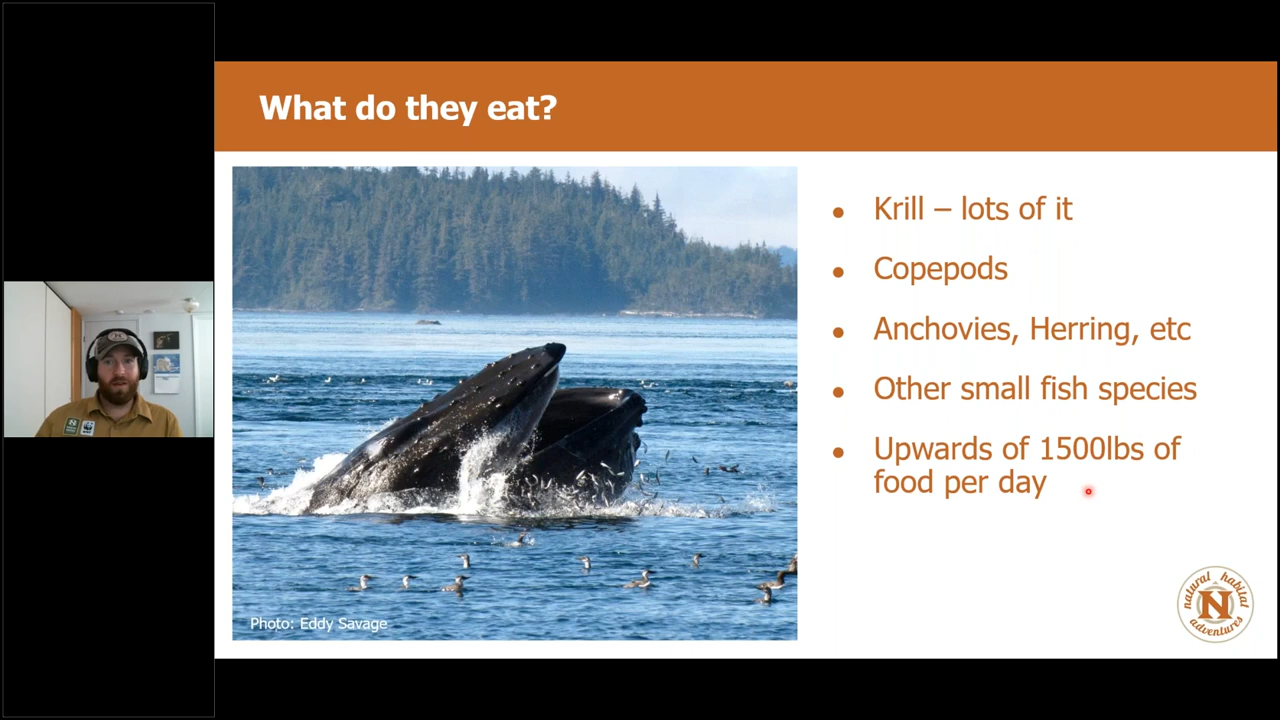 What do they eat?
Krill – lots of it
Copepods
Anchovies, Herring, etc
Other small fish species
Upwards of 1500lbs of
food per day
Photo: Eddy Savage
natural habitat
N
adventures